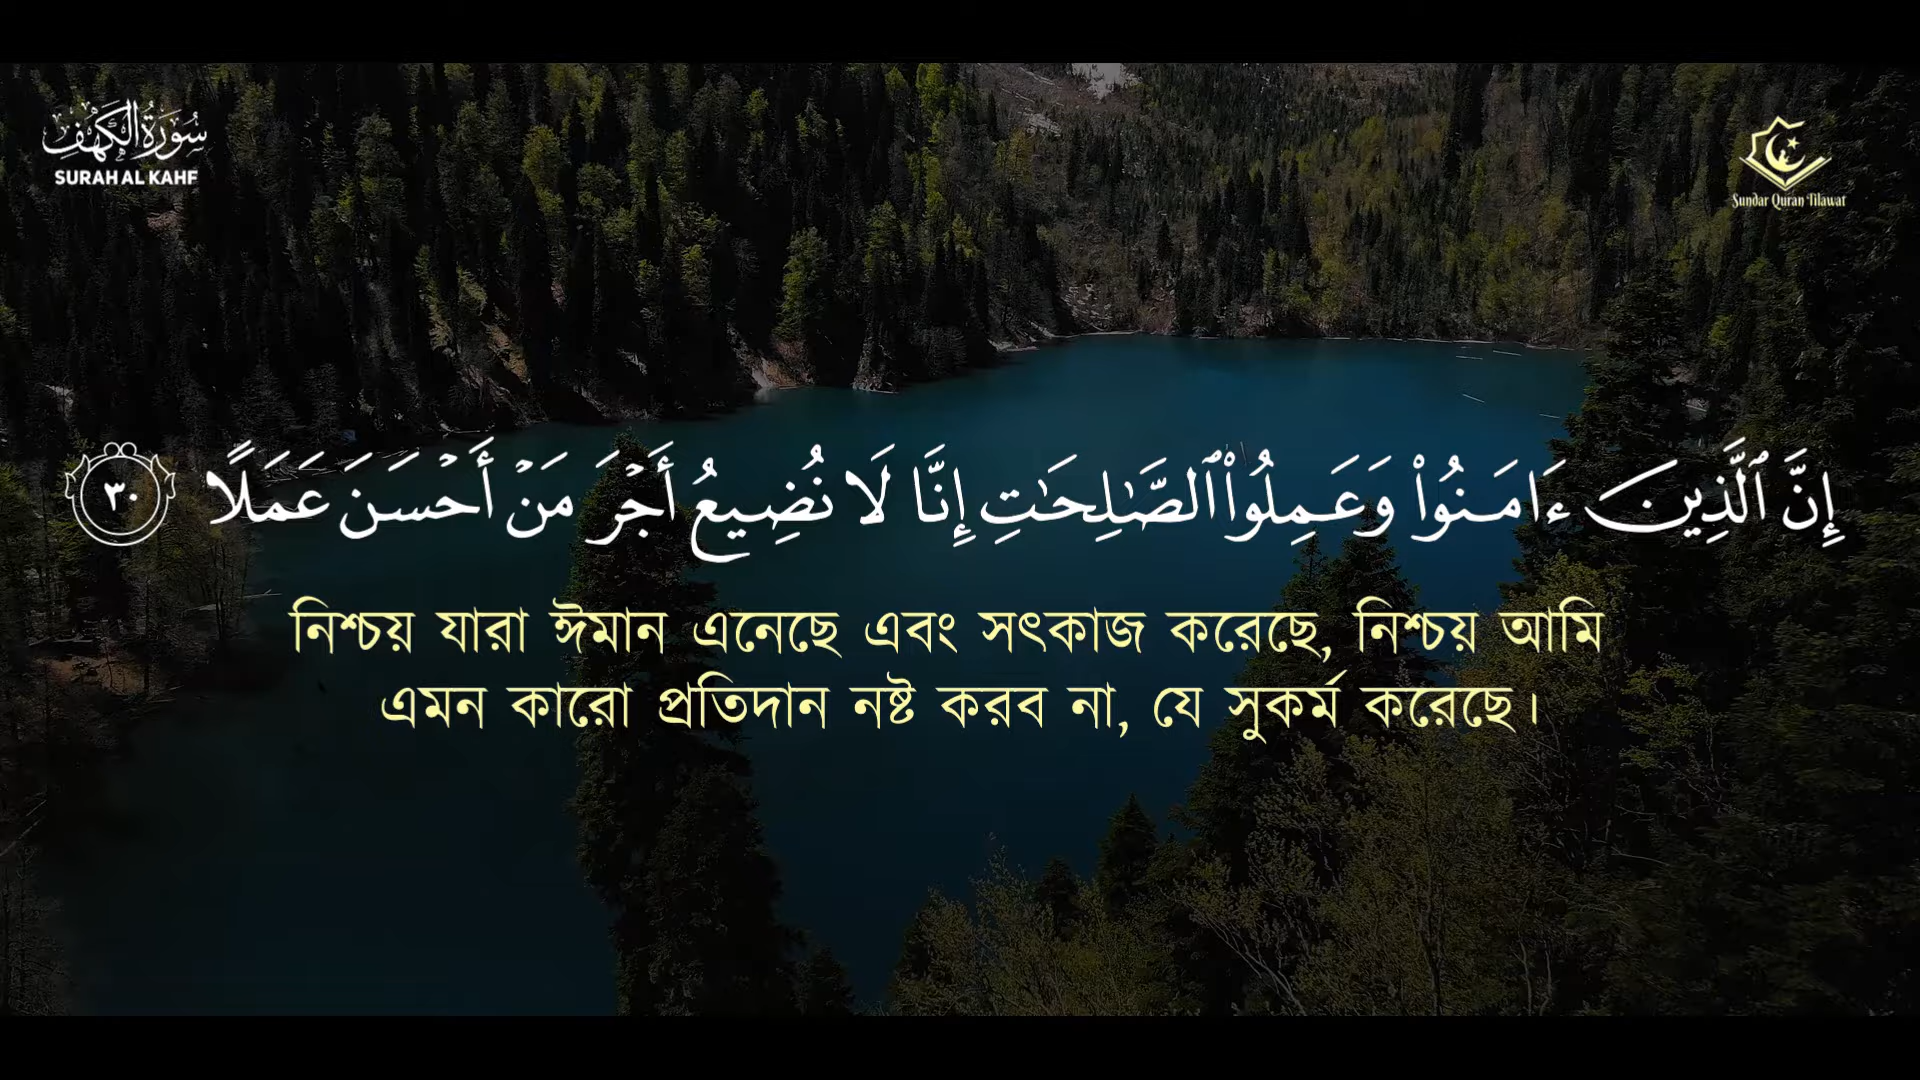 سُورَةُ الكَهْفِ
SURAH AL KAHF
Sundar Quran Tilawat
إِنَّ ٱلَّذِينَ ءَامَنُوا۟ وَعَمِلُوا۟ ٱلصَّـٰلِحَـٰتِ إِنَّا لَا نُضِيعُ أَجْرَ مَنْ أَحْسَنَ عَمَلًا ٣٠
নিশ্চয় যারা ঈমান এনেছে এবং সৎকাজ করেছে, নিশ্চয় আমি
এমন কারো প্রতিদান নষ্ট করব না, যে সুকর্ম করেছে।